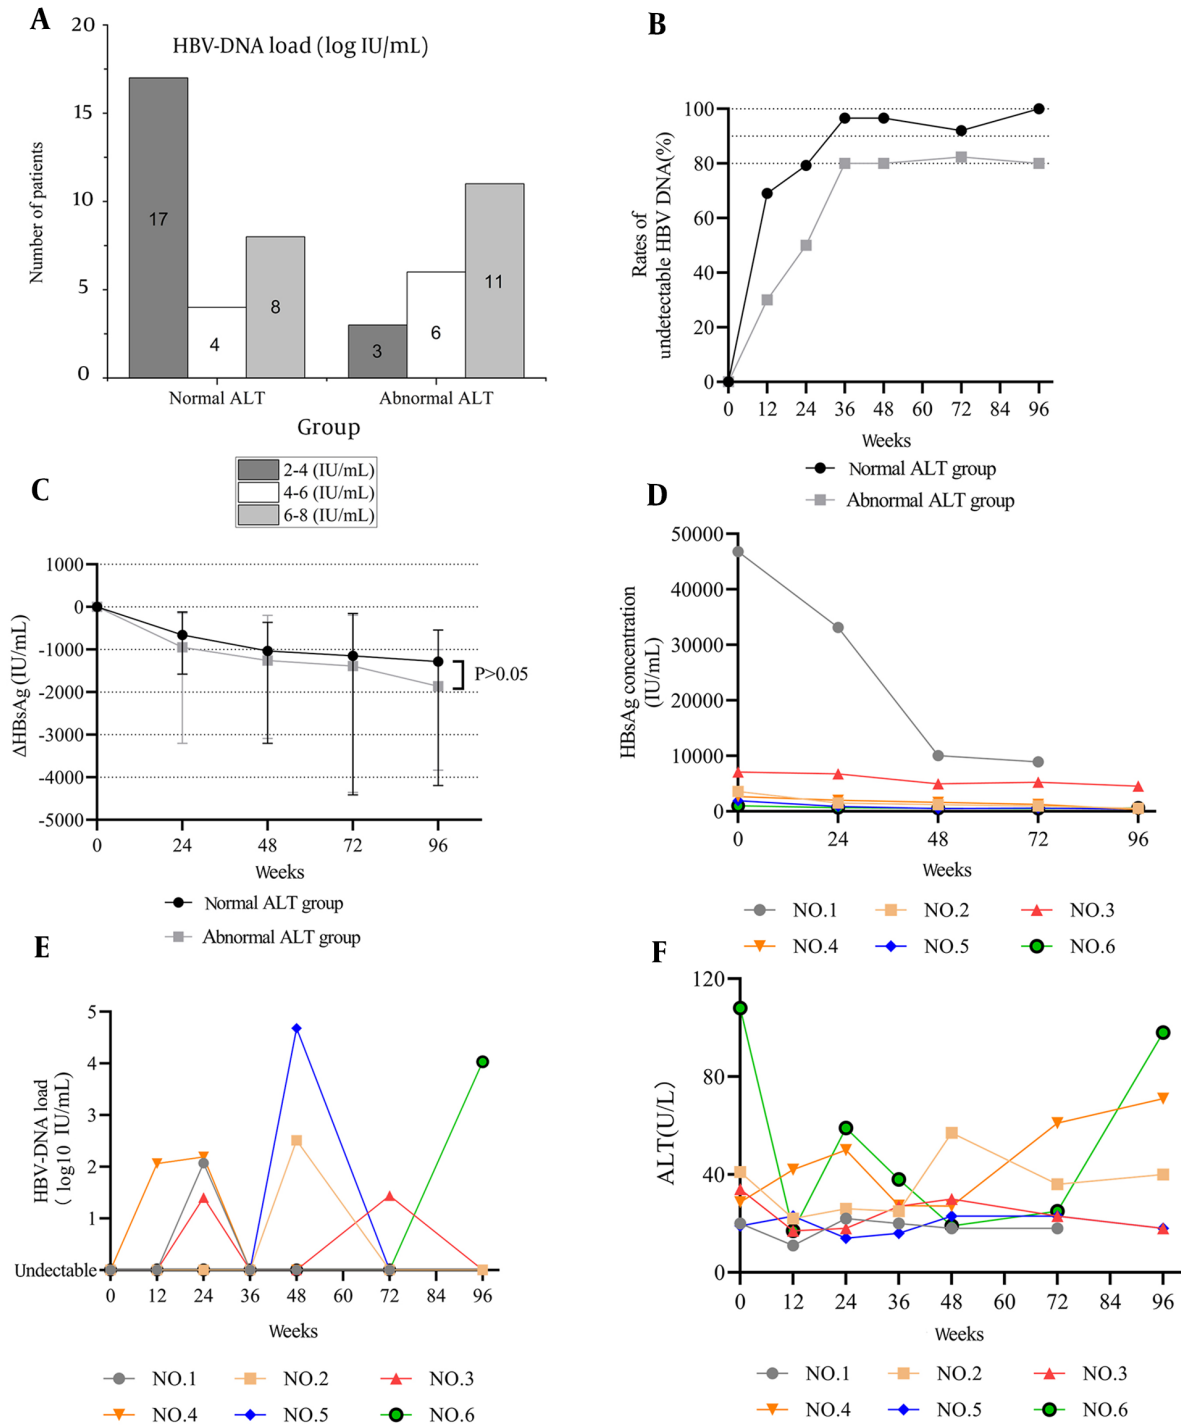 A
HBV-DNA load (log IU/mL)
Number of patients
20
15
10
5
0
17
4
8
3
6
11
Normal ALT
Abnormal ALT
Group
2-4 (IU/mL)
4-6 (IU/mL)
6-8 (IU/mL)
B
Rates of
undetectable HBV DNA(%)
100
80
60
40
20
0
0 12 24 36 48 60 72 84 96
Weeks
Normal ALT group
Abnormal ALT group
C
ΔHBsAg (IU/mL)
1000
0
-1000
-2000
-3000
-4000
-5000
P>0.05
0 24 48 72 96
Weeks
Normal ALT group
Abnormal ALT group
D
HBsAg concentration
(IU/mL)
50000
40000
30000
20000
10000
0
0 24 48 72 96
Weeks
NO.1 NO.2 NO.3
NO.4 NO.5 NO.6
E
HBV-DNA load
( log10 IU/mL)
5
4
3
2
1
Undectable
0 12 24 36 48 60 72 84 96
Weeks
NO.1 NO.2 NO.3
NO.4 NO.5 NO.6
F
ALT(U/L)
120
80
40
0
0 12 24 36 48 60 72 84 96
Weeks
NO.1 NO.2 NO.3
NO.4 NO.5 NO.6